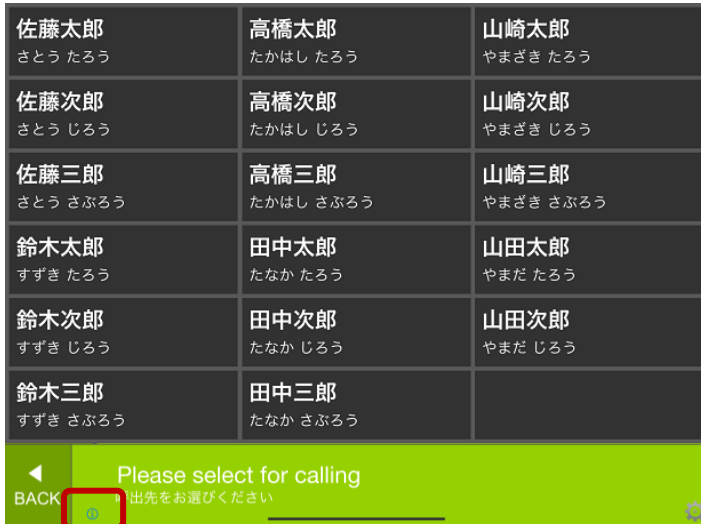 佐藤太郎
さとう たろう
高橋太郎
たかはし たろう
山崎太郎
やまざき たろう
佐藤次郎
さとう じろう
高橋次郎
たかはし じろう
山崎次郎
やまざき じろう
佐藤三郎
さとう さぶろう
高橋三郎
たかはし さぶろう
山崎三郎
やまざき さぶろう
鈴木太郎
すずき たろう
田中太郎
たなか たろう
山田太郎
やまだ たろう
鈴木次郎
すずき じろう
田中次郎
たなか じろう
山田次郎
やまだ じろう
鈴木三郎
すずき さぶろう
田中三郎
たなか さぶろう
BACK
Please select for calling
呼出先をお選びください